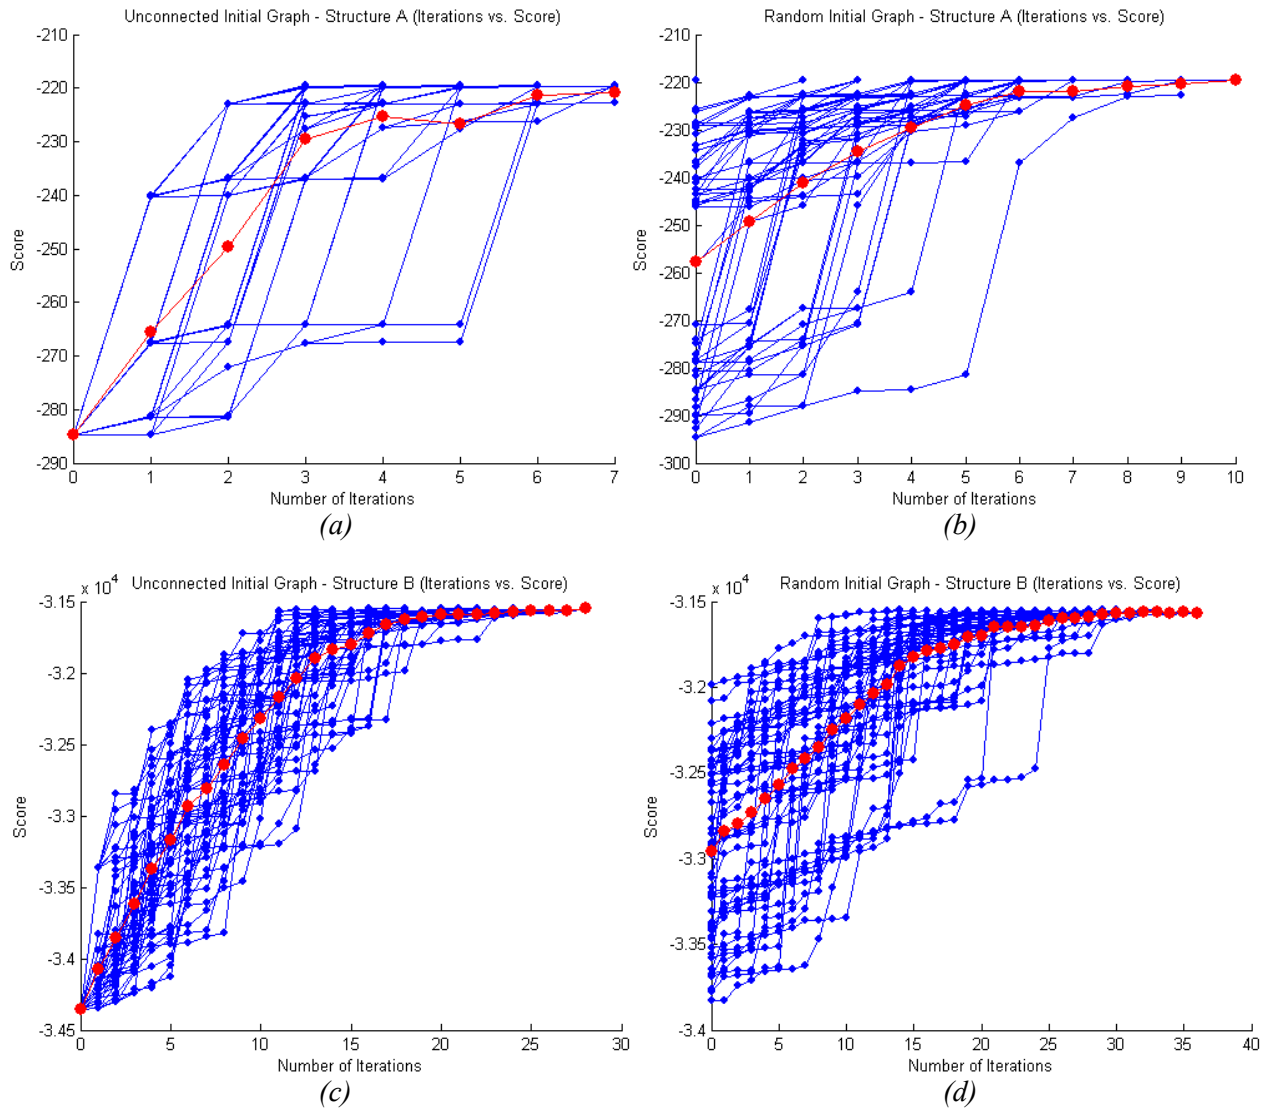 Unconnected Initial Graph - Structure A (Iterations vs. Score)
-210
-220
-230
-240
-250
-260
-270
-280
-290
Score
0 1 2 3 4 5 6 7
Number of Iterations
(a)
Random Initial Graph - Structure A (Iterations vs. Score)
-210
-220
-230
-240
-250
-260
-270
-280
-290
-300
Score
0 1 2 3 4 5 6 7 8 9 10
Number of Iterations
(b)
Unconnected Initial Graph - Structure B (Iterations vs. Score)
x 10^4
-3.15
-3.2
-3.25
-3.3
-3.35
-3.4
-3.45
Score
0 5 10 15 20 25 30
Number of Iterations
(c)
Random Initial Graph - Structure B (Iterations vs. Score)
x 10^4
-3.15
-3.2
-3.25
-3.3
-3.35
-3.4
Score
0 5 10 15 20 25 30 35 40
Number of Iterations
(d)